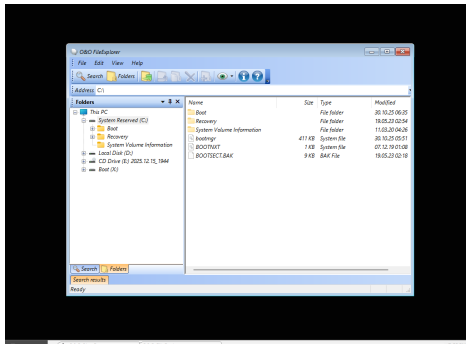 Q5O FileExplorer
File Edit View Help
Search Folders
Address C:\
Folders
This PC
System Reserved (C:)
Boot
Recovery
System Volume Information
Local Disk (D:)
CD Drive (E:) 2025.12.15_1944
Boot (X:)
Name Size Type Modified
Boot File folder 30.10.25 06:35
Recovery File folder 19.05.23 02:54
System Volume Information File folder 11.03.20 04:26
bootmgr 411 KB System file 30.10.25 05:51
BOOTNXT 1 KB System file 07.12.19 01:08
BOOTSECT.BAK 9 KB BAK File 19.05.23 02:18
Search Folders
Search results
Ready